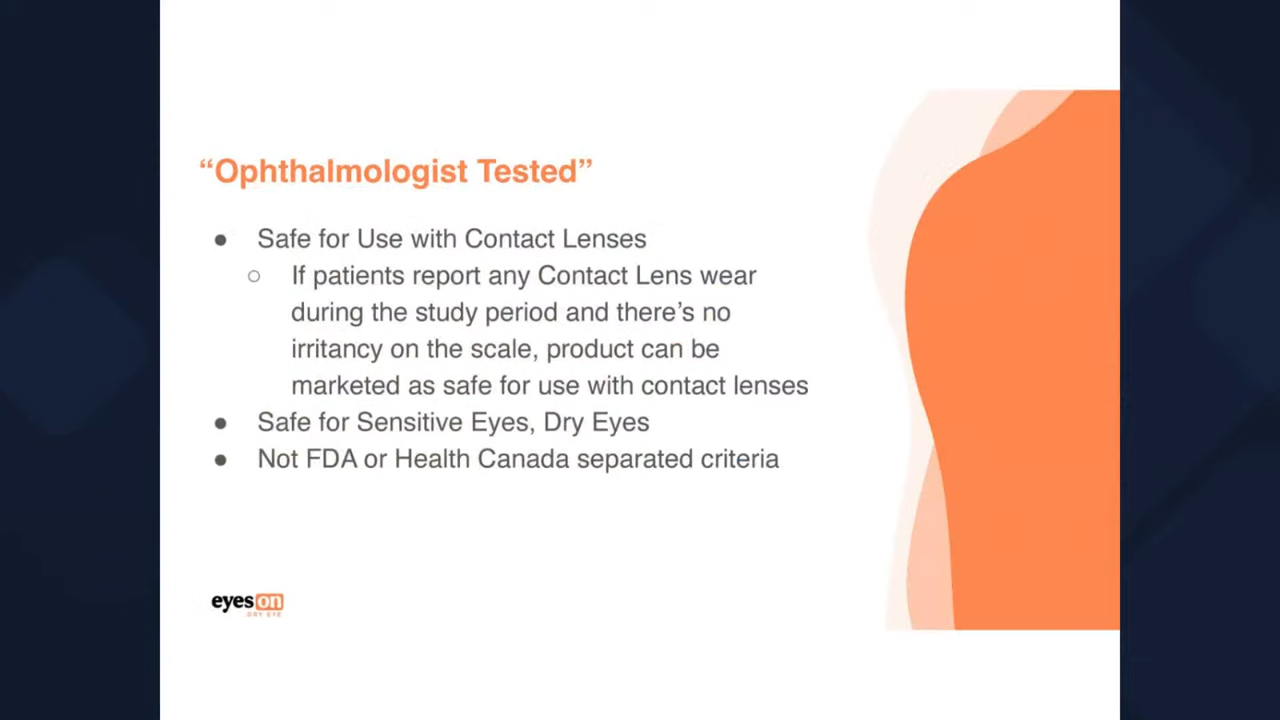 “Ophthalmologist Tested”
● Safe for Use with Contact Lenses
○ If patients report any Contact Lens wear
during the study period and there’s no
irritancy on the scale, product can be
marketed as safe for use with contact lenses
● Safe for Sensitive Eyes, Dry Eyes
● Not FDA or Health Canada separated criteria
eyes on
DRY EYE